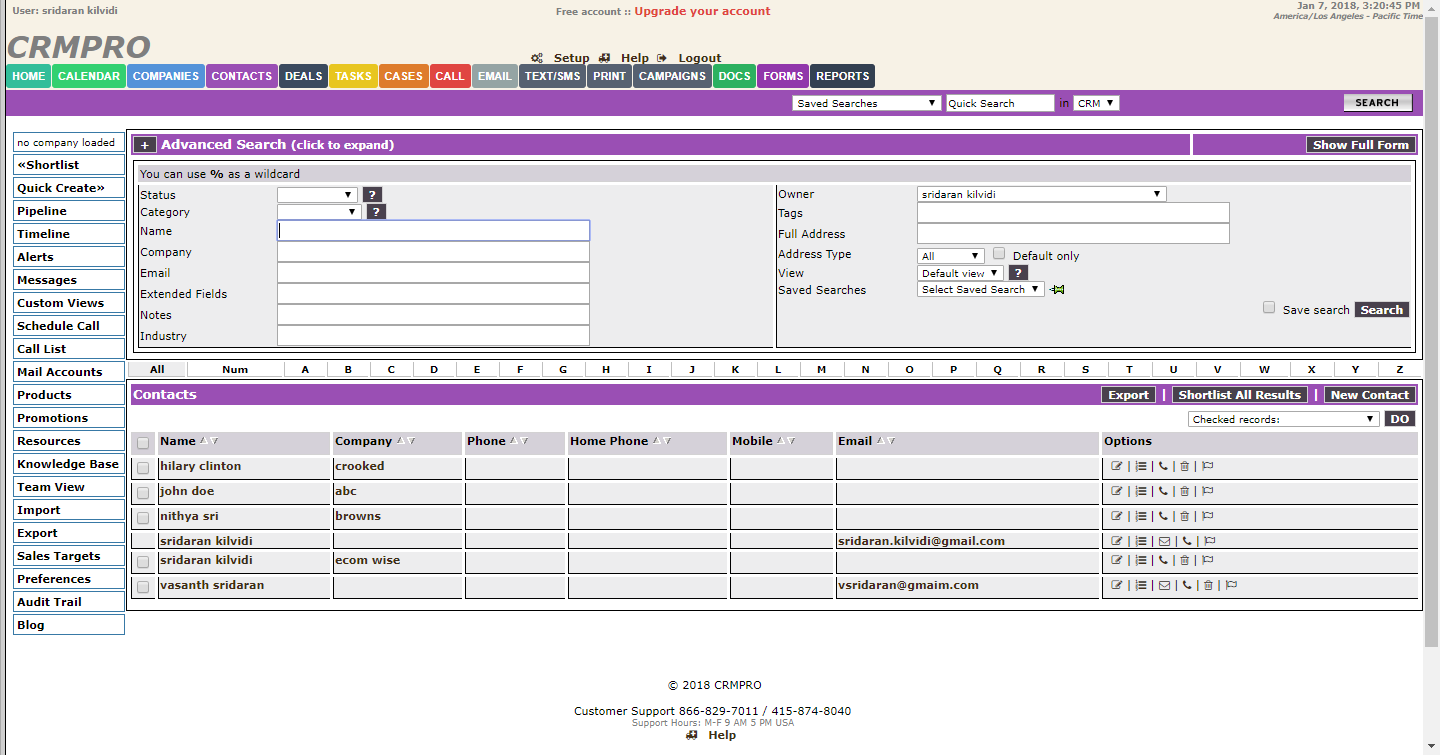 User: sridaran kilvidi
Free account :: Upgrade your account
Jan 7, 2018, 3:20:45 PM
America/Los Angeles - Pacific Time
CRMPRO
Setup Help Logout
HOME CALENDAR COMPANIES CONTACTS DEALS TASKS CASES CALL EMAIL TEXT/SMS PRINT CAMPAIGNS DOCS FORMS REPORTS
Saved Searches Quick Search in CRM SEARCH
no company loaded
«Shortlist
Quick Create»
Pipeline
Timeline
Alerts
Messages
Custom Views
Schedule Call
Call List
Mail Accounts
Products
Promotions
Resources
Knowledge Base
Team View
Import
Export
Sales Targets
Preferences
Audit Trail
Blog
+ Advanced Search (click to expand) Show Full Form
You can use % as a wildcard
Status ?
Category ?
Name
Company
Email
Extended Fields
Notes
Industry
Owner sridaran kilvidi
Tags
Full Address
Address Type All Default only
View Default view ?
Saved Searches Select Saved Search
Save search Search
All Num A B C D E F G H I J K L M N O P Q R S T U V W X Y Z
Contacts Export | Shortlist All Results | New Contact
Checked records: DO
Name Company Phone Home Phone Mobile Email Options
hilary clinton crooked | | | |
john doe abc | | | |
nithya sri browns | | | |
sridaran kilvidi sridaran.kilvidi@gmail.com | | | |
sridaran kilvidi ecom wise | | | |
vasanth sridaran vsridaran@gmaim.com | | | | |
© 2018 CRMPRO
Customer Support 866-829-7011 / 415-874-8040
Support Hours: M-F 9 AM 5 PM USA
Help